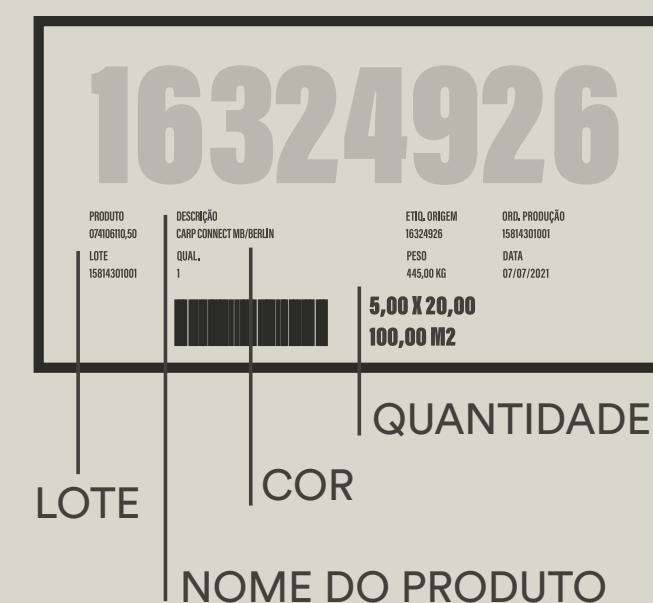 16324926
PRODUTO DESCRIÇÃO ETIQ. ORIGEM ORD. PRODUÇÃO
074106110,50 CARP CONNECT MB/BERLIN 16324926 15814301001
LOTE QUAL. PESO DATA
15814301001 1 445,00 KG 07/07/2021
5,00 X 20,00
100,00 M2
QUANTIDADE
COR
LOTE
NOME DO PRODUTO